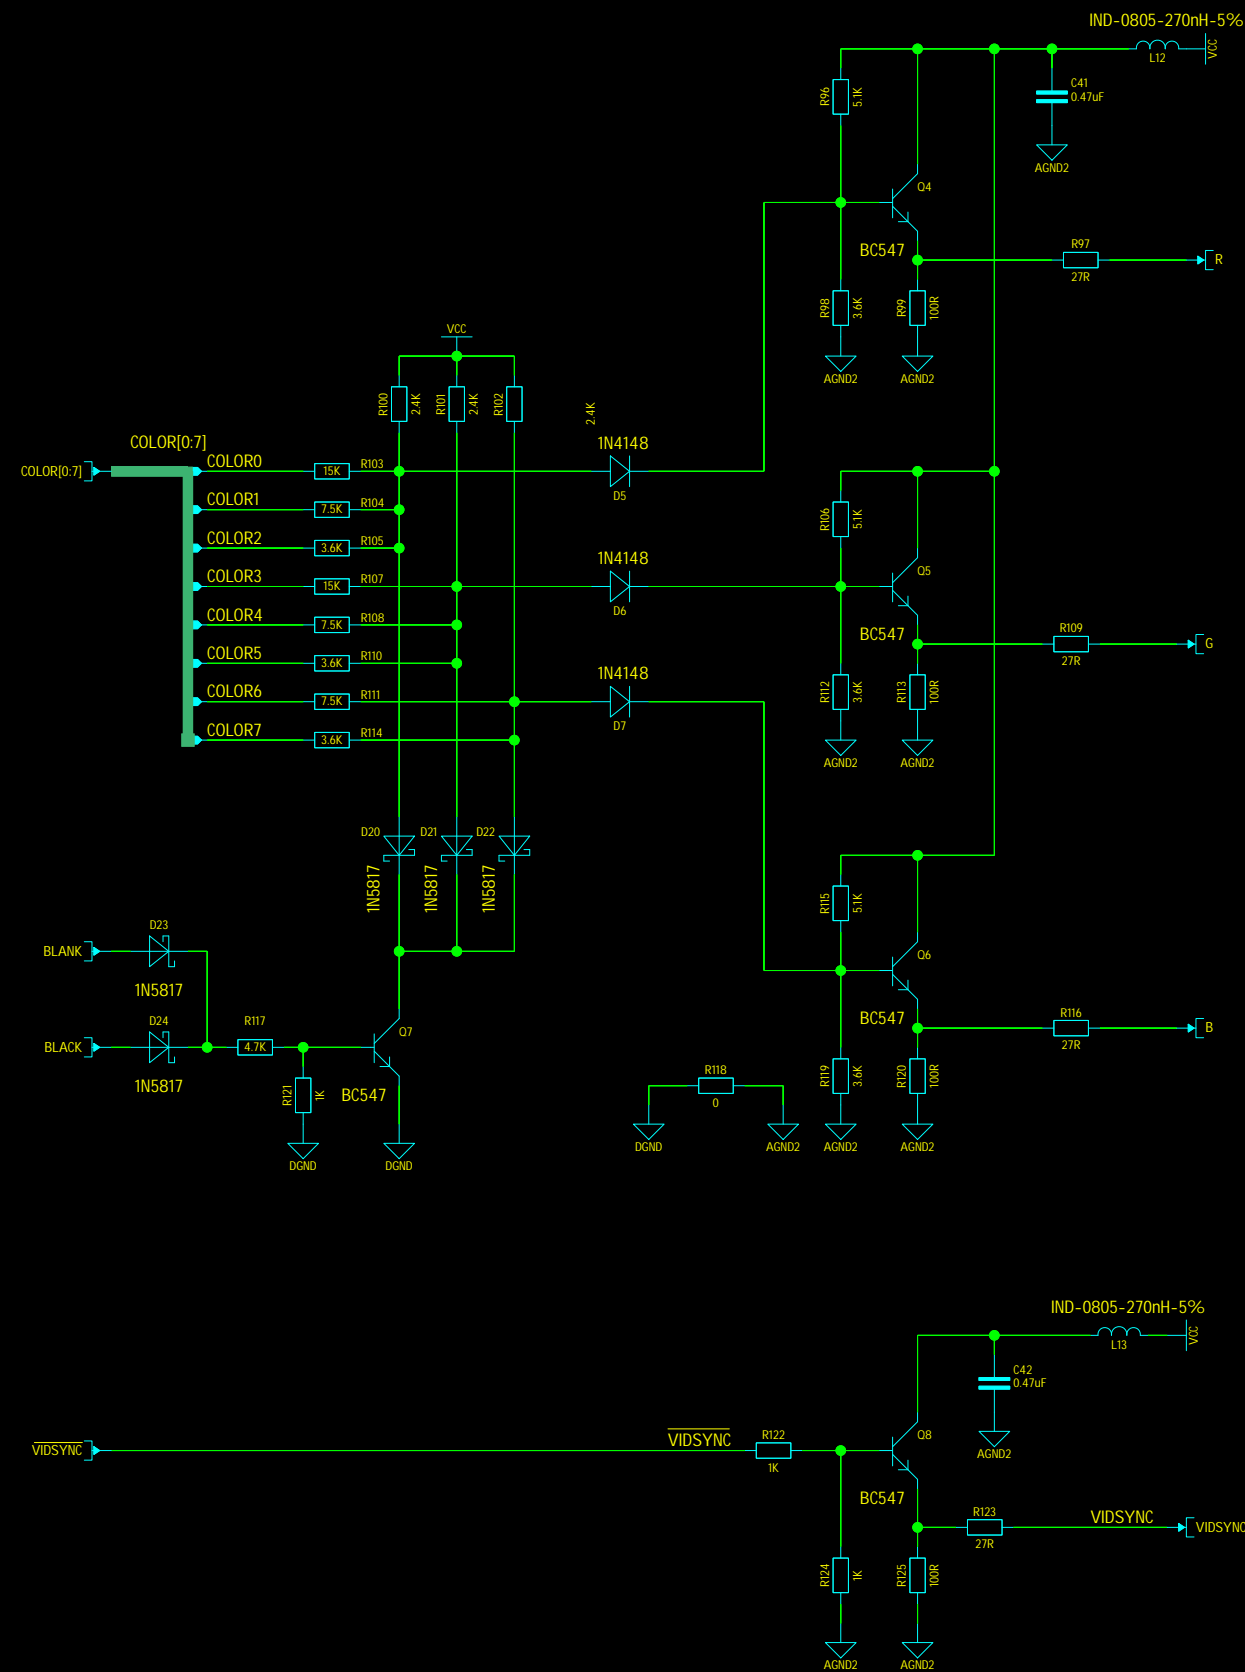 IND-0805-270nH-5%
VCC
L12
C41
0.47uF
AGND2
R96
5.1K
Q4
BC547
R97
27R
R
R98
3.6K
R99
100R
AGND2
AGND2
VCC
R100
2.4K
R101
2.4K
R102
2.4K
COLOR[0:7]
COLOR[0:7]
COLOR0
15K
R103
1N4148
D5
COLOR1
7.5K
R104
COLOR2
3.6K
R105
COLOR3
15K
R107
1N4148
D6
COLOR4
7.5K
R108
COLOR5
3.6K
R110
COLOR6
7.5K
R111
1N4148
D7
COLOR7
3.6K
R114
R106
5.1K
Q5
BC547
R109
27R
G
R112
3.6K
R113
100R
AGND2
AGND2
D20
D21
D22
1N5817
1N5817
1N5817
R115
5.1K
Q6
BC547
R116
27R
B
R119
3.6K
R120
100R
AGND2
AGND2
BLANK
D23
1N5817
BLACK
D24
1N5817
R117
4.7K
R121
1K
Q7
BC547
DGND
DGND
R118
0
DGND
AGND2
IND-0805-270nH-5%
VCC
L13
C42
0.47uF
AGND2
VIDSYNC
VIDSYNC
R122
1K
Q8
BC547
R123
27R
VIDSYNC
VIDSYNC
R124
1K
R125
100R
AGND2
AGND2